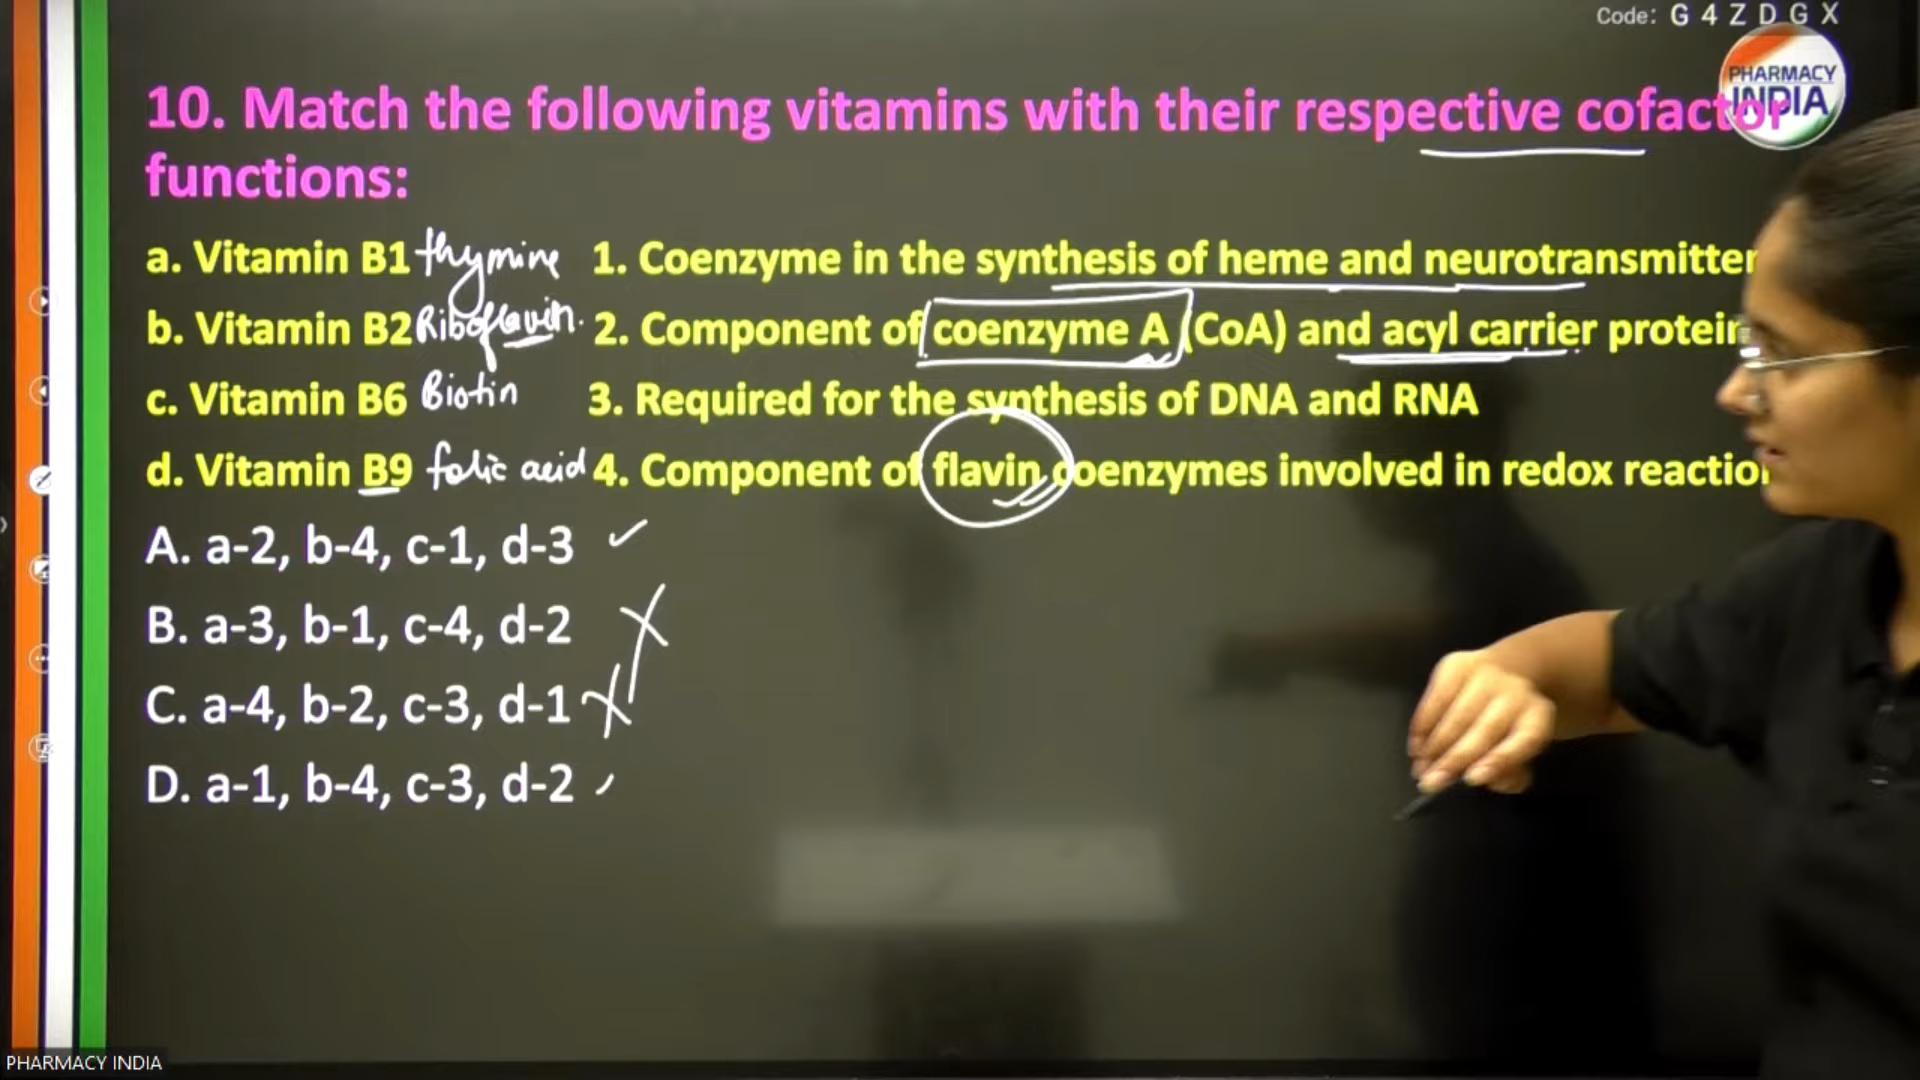 Code: G 4 Z D G X
PHARMACY
INDIA
10. Match the following vitamins with their respective cofactor
functions:
a. Vitamin B1 thymine 1. Coenzyme in the synthesis of heme and neurotransmitter
b. Vitamin B2 Riboflavin. 2. Component of coenzyme A (CoA) and acyl carrier protein
c. Vitamin B6 Biotin 3. Required for the synthesis of DNA and RNA
d. Vitamin B9 folic acid 4. Component of flavin coenzymes involved in redox reaction
A. a-2, b-4, c-1, d-3
B. a-3, b-1, c-4, d-2
C. a-4, b-2, c-3, d-1
D. a-1, b-4, c-3, d-2
PHARMACY INDIA